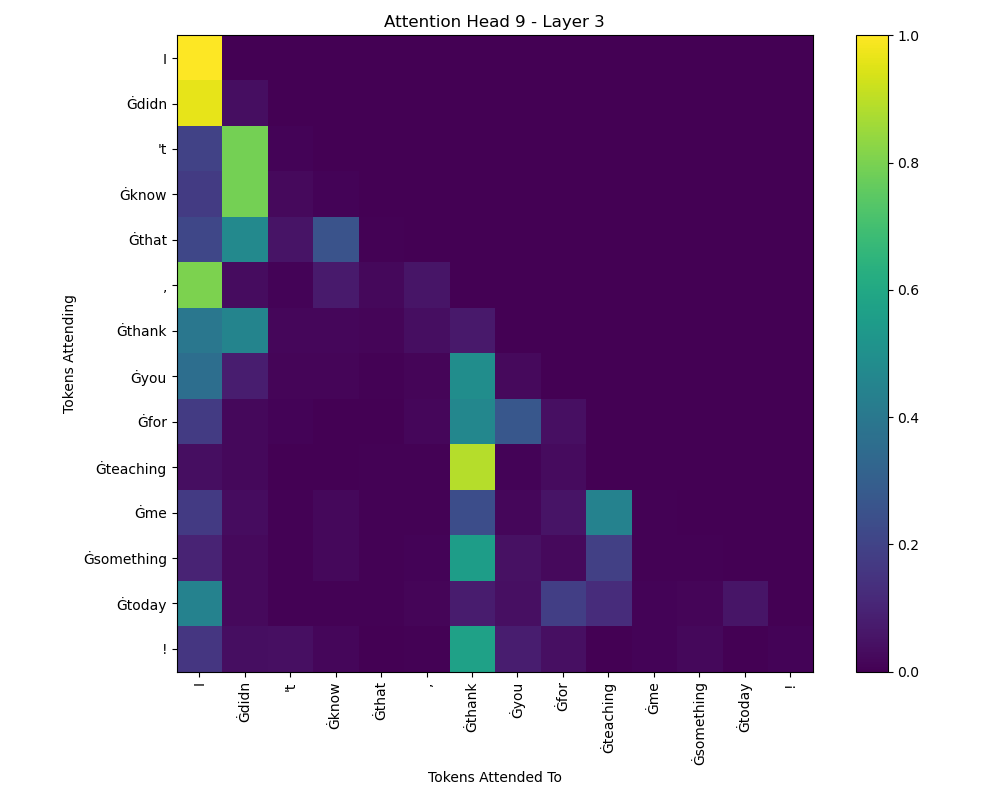 Attention Head 9 - Layer 3
Tokens Attending
I
Ġdidn
't
Ġknow
Ġthat
,
Ġthank
Ġyou
Ġfor
Ġteaching
Ġme
Ġsomething
Ġtoday
!
I
Ġdidn
't
Ġknow
Ġthat
,
Ġthank
Ġyou
Ġfor
Ġteaching
Ġme
Ġsomething
Ġtoday
!
Tokens Attended To
1.0
0.8
0.6
0.4
0.2
0.0